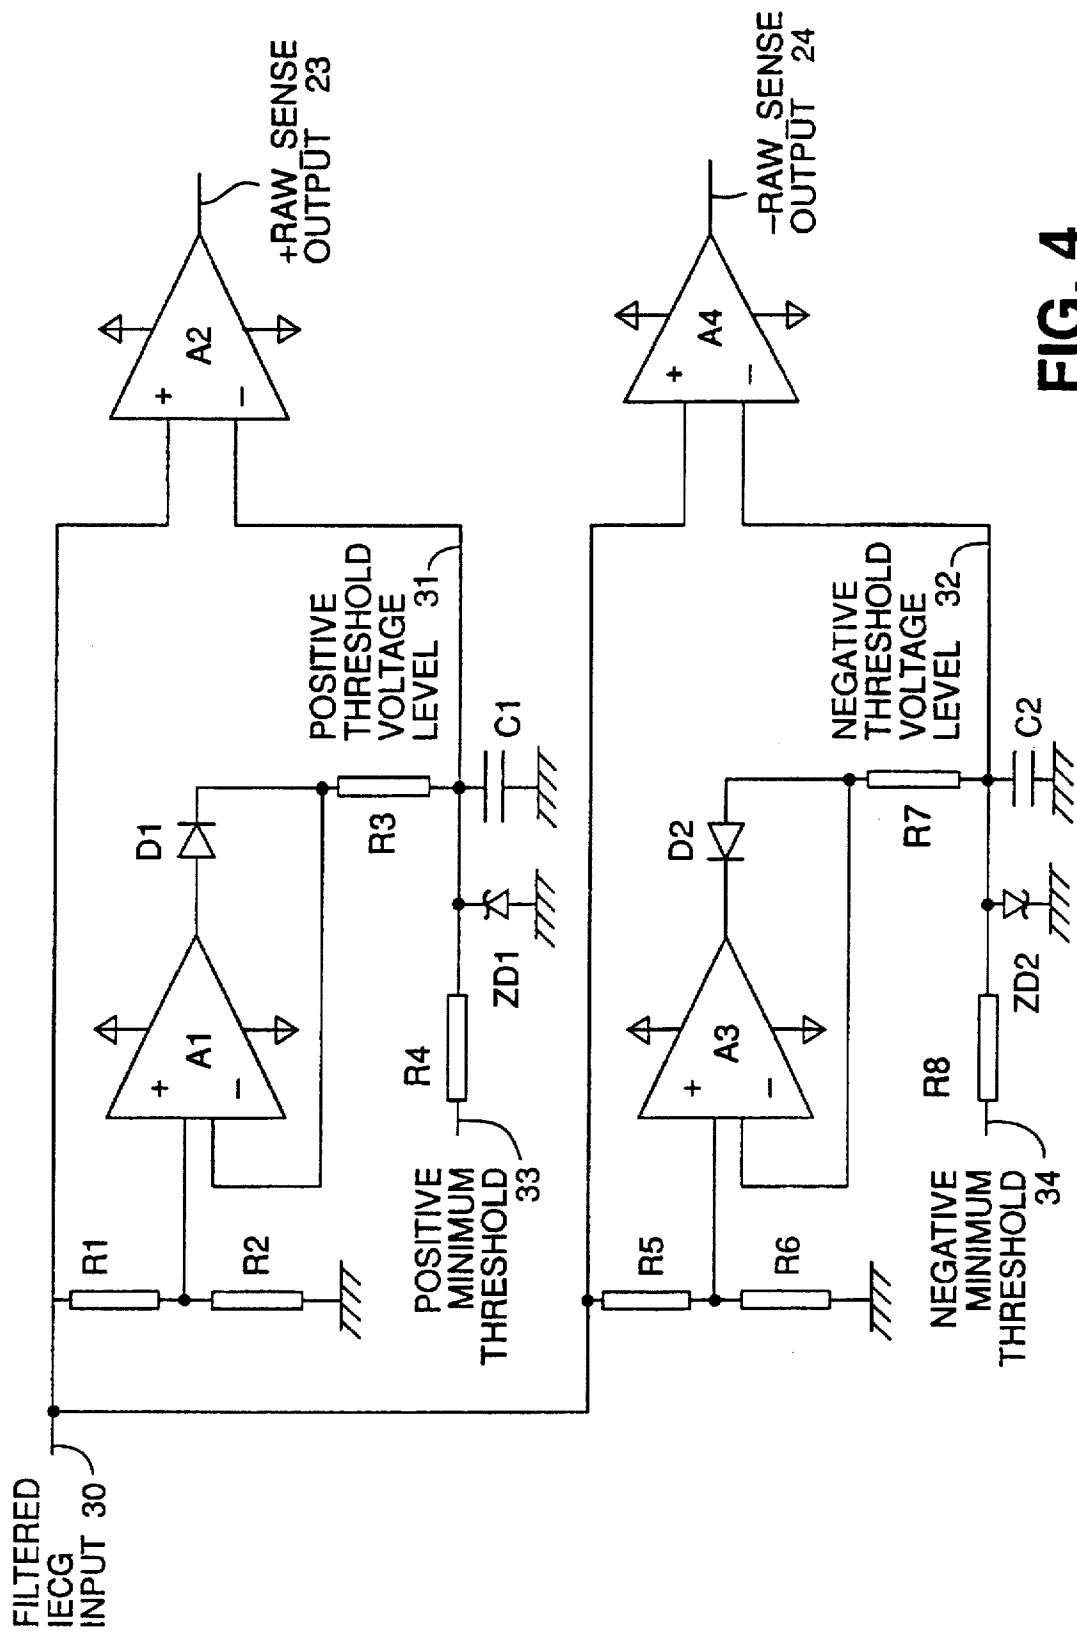 FILTERED
IECG
INPUT 30
R1
R2
A1
+
−
D1
R3
R4
POSITIVE
MINIMUM
THRESHOLD
33
ZD1
C1
POSITIVE
THRESHOLD
VOLTAGE
LEVEL 31
A2
+
−
+RAW_SENSE
OUTPUT 23
R5
R6
A3
+
−
D2
R7
R8
NEGATIVE
MINIMUM
THRESHOLD
34
ZD2
C2
NEGATIVE
THRESHOLD
VOLTAGE
LEVEL 32
A4
+
−
−RAW_SENSE
OUTPUT 24
FIG. 4